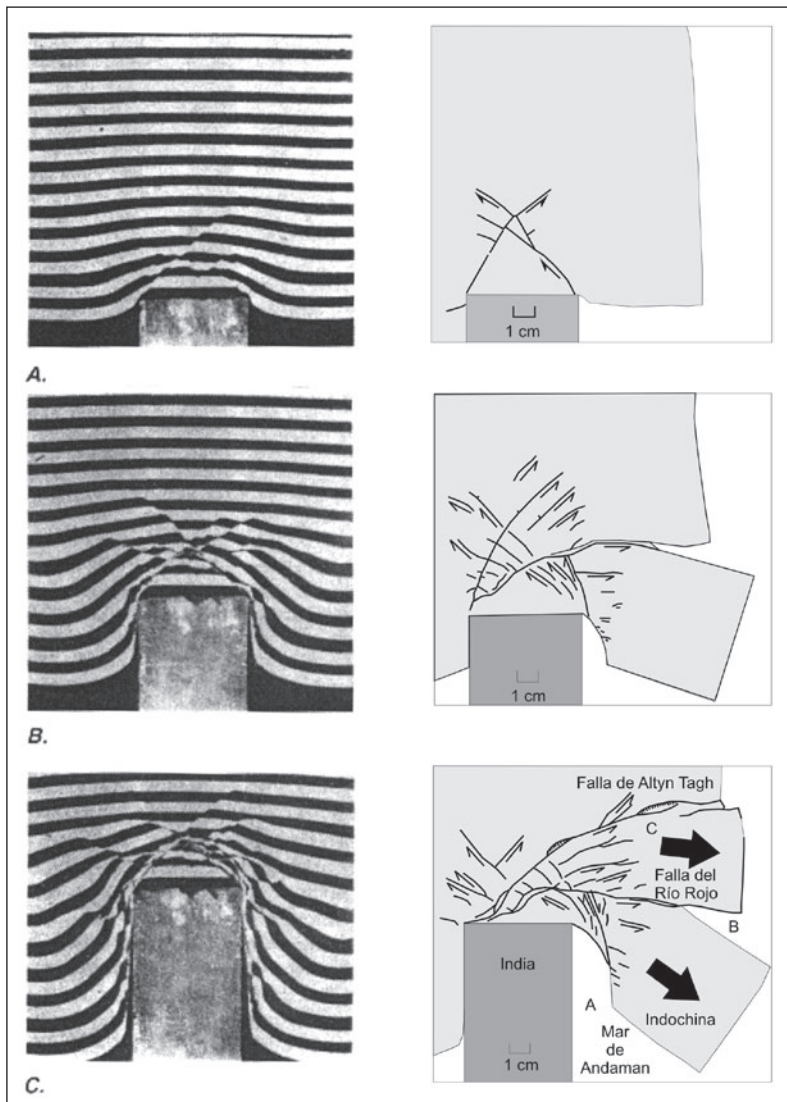 1 cm
A.
1 cm
B.
Falla de Altyn Tagh
C
Falla del
Río Rojo
B
India
A
Indochina
Mar
de
Andaman
1 cm
C.